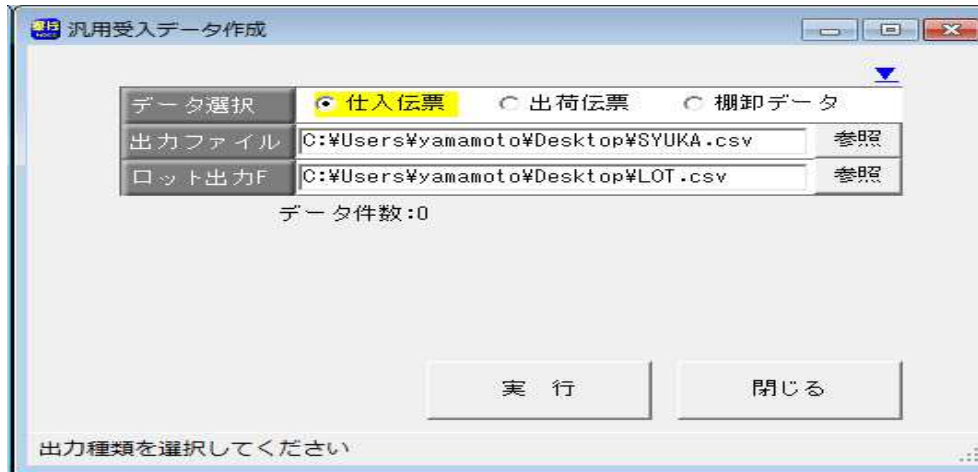 汎用受入データ作成
データ選択 仕入伝票 出荷伝票 棚卸データ
出力ファイル C:¥Users¥yamamoto¥Desktop¥SYUKA.csv 参照
ロット出力F C:¥Users¥yamamoto¥Desktop¥LOT.csv 参照
データ件数:0
実 行 閉じる
出力種類を選択してください